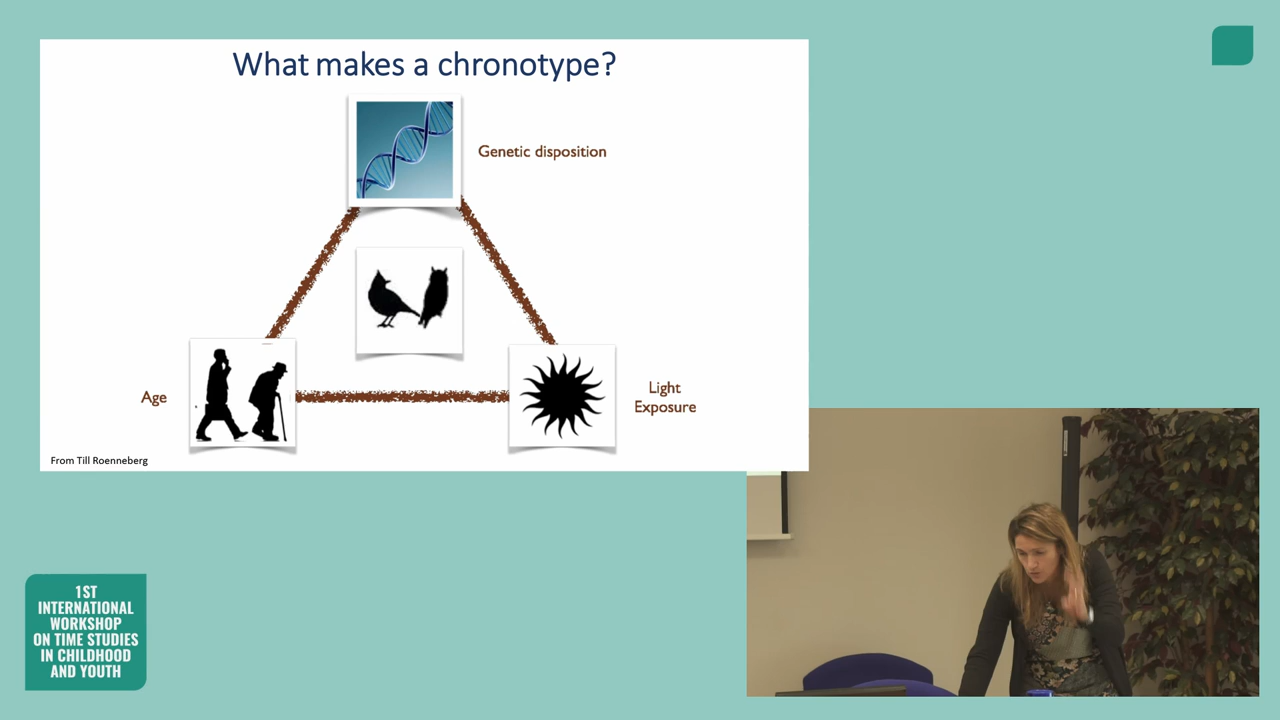 What makes a chronotype?
Genetic disposition
Age
Light
Exposure
From Till Roenneberg
1ST
INTERNATIONAL
WORKSHOP
ON TIME STUDIES
IN CHILDHOOD
AND YOUTH